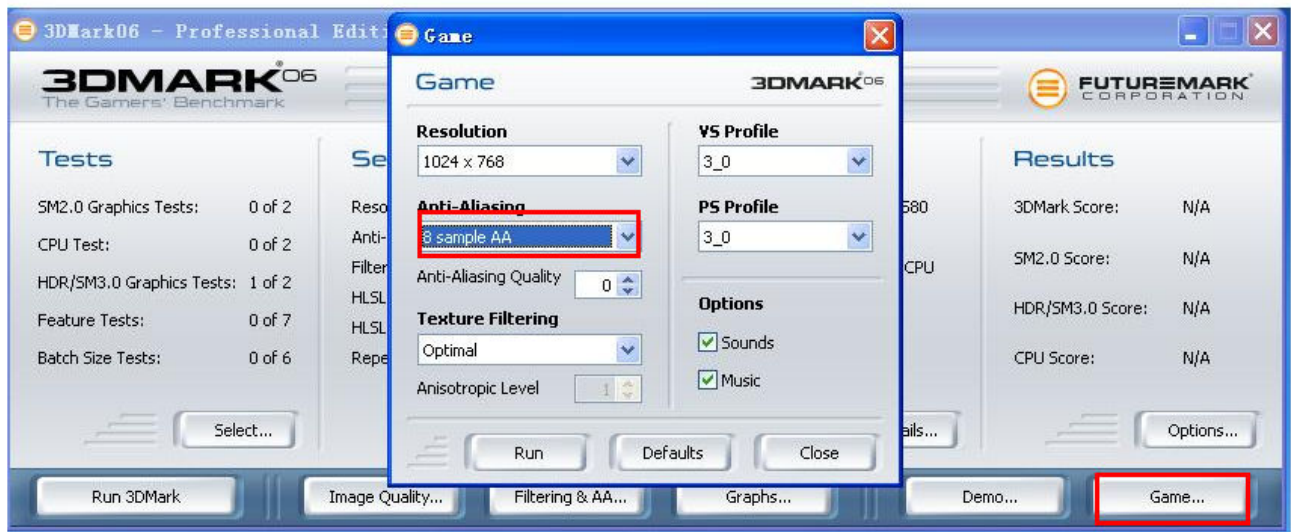 3DMark06 - Professional Editi
Game
3DMARK 06
The Gamers' Benchmark
Game
3DMARK 06
FUTUREMARK
CORPORATION
Tests
Se
Resolution
VS Profile
Results
1024 x 768
3_0
SM2.0 Graphics Tests: 0 of 2
Reso
Anti-Aliasing
PS Profile
580
3DMark Score: N/A
CPU Test: 0 of 2
Anti-
8 sample AA
3_0
HDR/SM3.0 Graphics Tests: 1 of 2
Filter
Anti-Aliasing Quality 0
CPU
SM2.0 Score: N/A
HLSL
Options
Feature Tests: 0 of 7
HLSL
Texture Filtering
HDR/SM3.0 Score: N/A
Batch Size Tests: 0 of 6
Repe
Optimal
Sounds
CPU Score: N/A
Anisotropic Level 1
Music
Select...
Run
Defaults
Close
ails...
Options...
Run 3DMark
Image Quality...
Filtering & AA...
Graphs...
Demo...
Game...